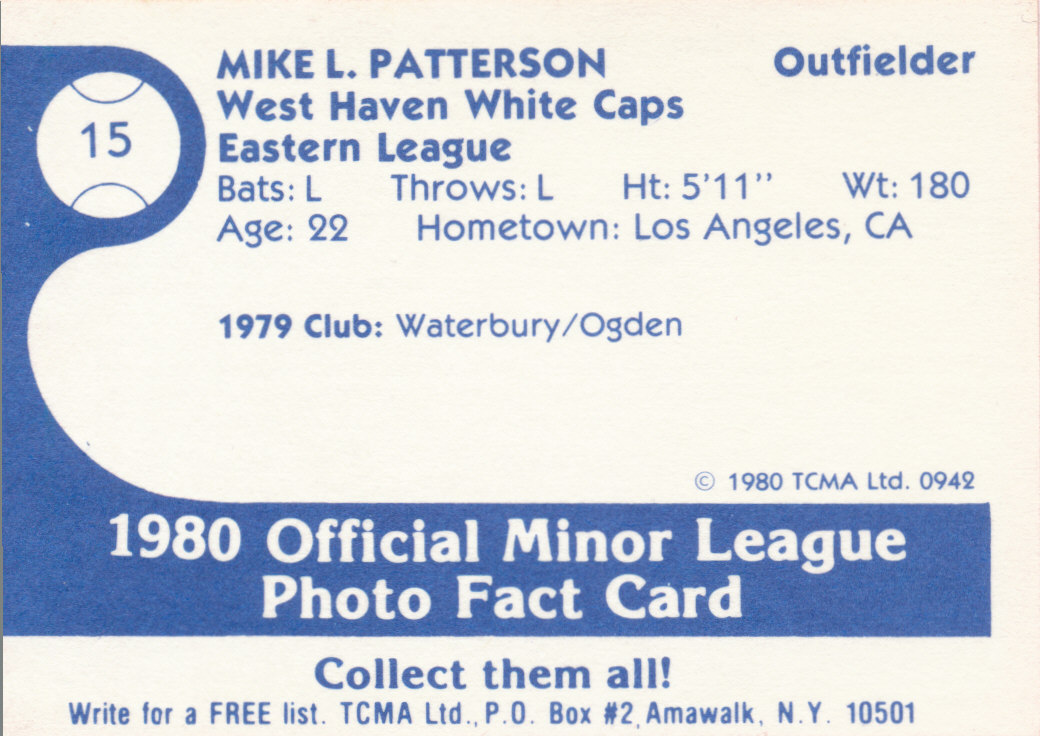 MIKE L. PATTERSON Outfielder
West Haven White Caps
15
Eastern League
Bats: L Throws: L Ht: 5'11'' Wt: 180
Age: 22 Hometown: Los Angeles, CA
1979 Club: Waterbury/Ogden
© 1980 TCMA Ltd. 0942
1980 Official Minor League
Photo Fact Card
Collect them all!
Write for a FREE list. TCMA Ltd., P.O. Box #2, Amawalk, N.Y. 10501